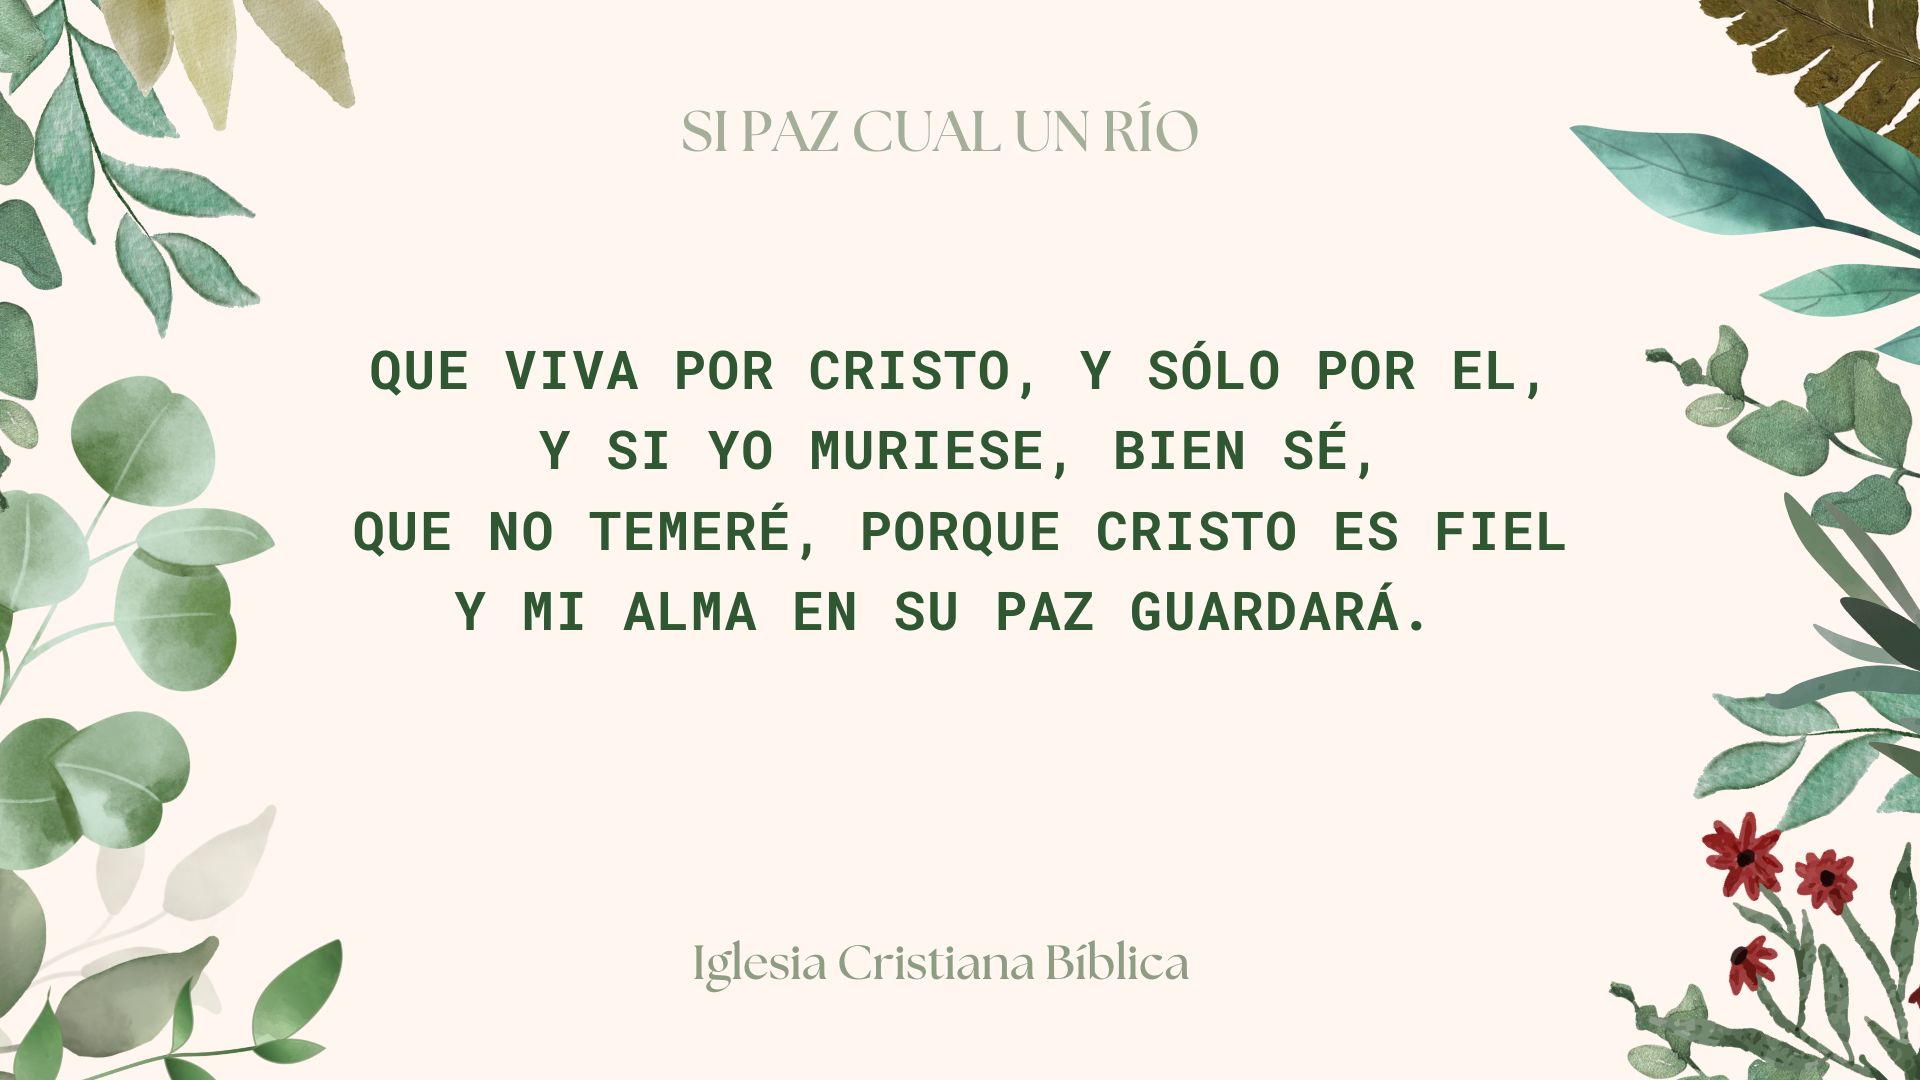 SI PAZ CUAL UN RÍO
QUE VIVA POR CRISTO, Y SÓLO POR EL,
Y SI YO MURIESE, BIEN SÉ,
QUE NO TEMERÉ, PORQUE CRISTO ES FIEL
Y MI ALMA EN SU PAZ GUARDARÁ.
Iglesia Cristiana Bíblica